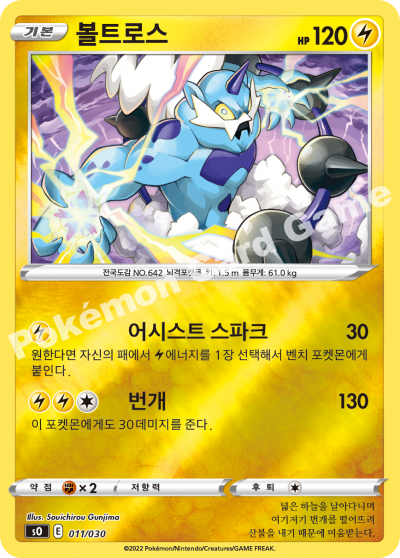 기본 볼트로스 HP 120
전국도감 NO.642 뇌격포켓몬 키: 1.5 m 몸무게: 61.0 kg
Pokémon Card Game
어시스트 스파크 30
원한다면 자신의 패에서 에너지를 1장 선택해서 벤치 포켓몬에게
붙인다.
번개 130
이 포켓몬에게도 30데미지를 준다.
약점 ×2 저항력 후퇴
Illus. Souichirou Gunjima
s0 E 011/030
넓은 하늘을 날아다니며
여기저기 번개를 떨어뜨려
산불을 내기 때문에 미움받는다.
©2022 Pokémon/Nintendo/Creatures/GAME FREAK.